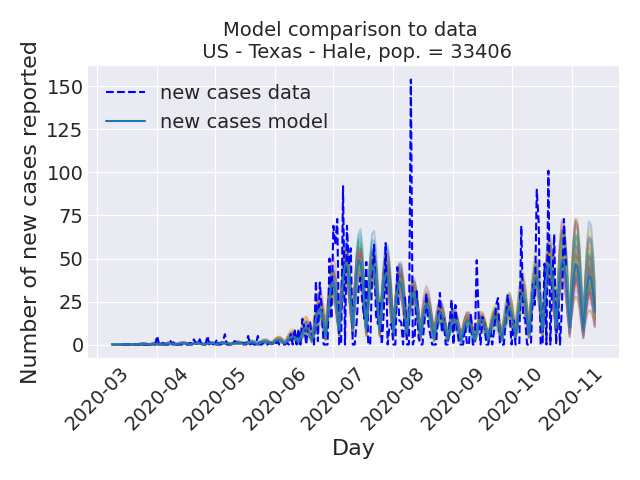 Model comparison to data
US - Texas - Hale, pop. = 33406
Number of new cases reported
150
125
100
75
50
25
0
new cases data
new cases model
2020-03
2020-04
2020-05
2020-06
2020-07
2020-08
2020-09
2020-10
2020-11
Day